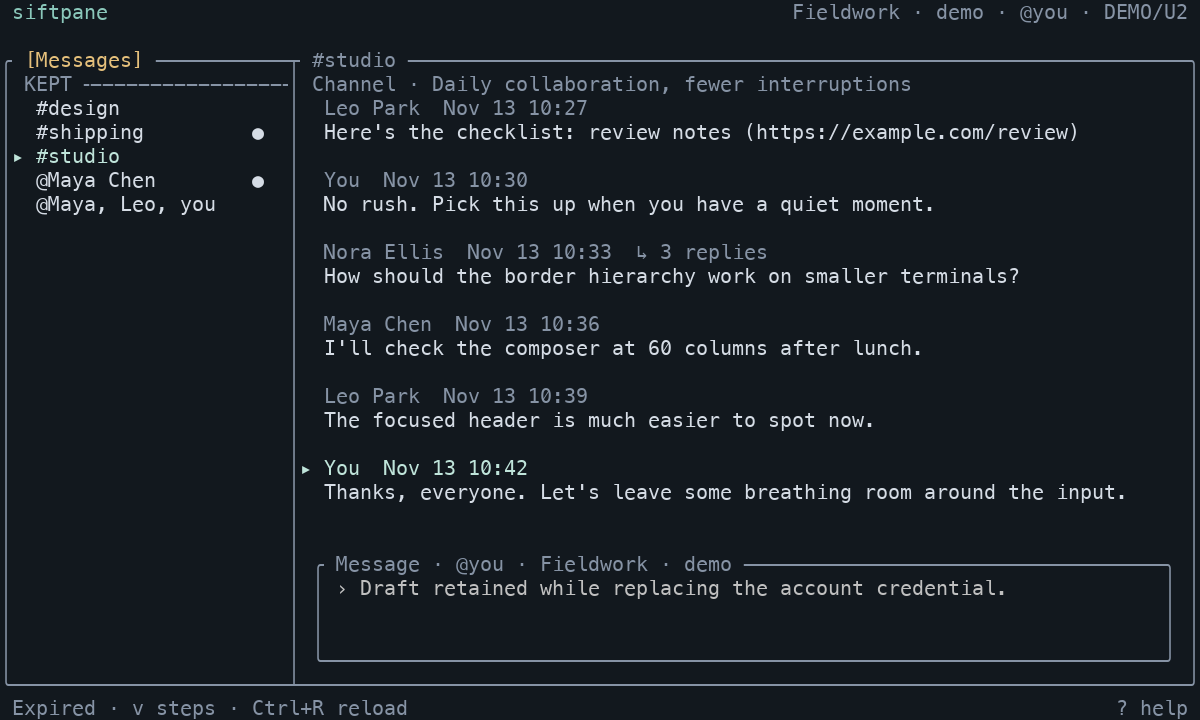 siftpane Fieldwork · demo · @you · DEMO/U2
[Messages]
KEPT
#design
#shipping ●
▸ #studio
@Maya Chen ●
@Maya, Leo, you
#studio
Channel · Daily collaboration, fewer interruptions
Leo Park Nov 13 10:27
Here's the checklist: review notes (https://example.com/review)
You Nov 13 10:30
No rush. Pick this up when you have a quiet moment.
Nora Ellis Nov 13 10:33 ↳ 3 replies
How should the border hierarchy work on smaller terminals?
Maya Chen Nov 13 10:36
I'll check the composer at 60 columns after lunch.
Leo Park Nov 13 10:39
The focused header is much easier to spot now.
▸ You Nov 13 10:42
Thanks, everyone. Let's leave some breathing room around the input.
Message · @you · Fieldwork · demo
› Draft retained while replacing the account credential.
Expired · v steps · Ctrl+R reload ? help